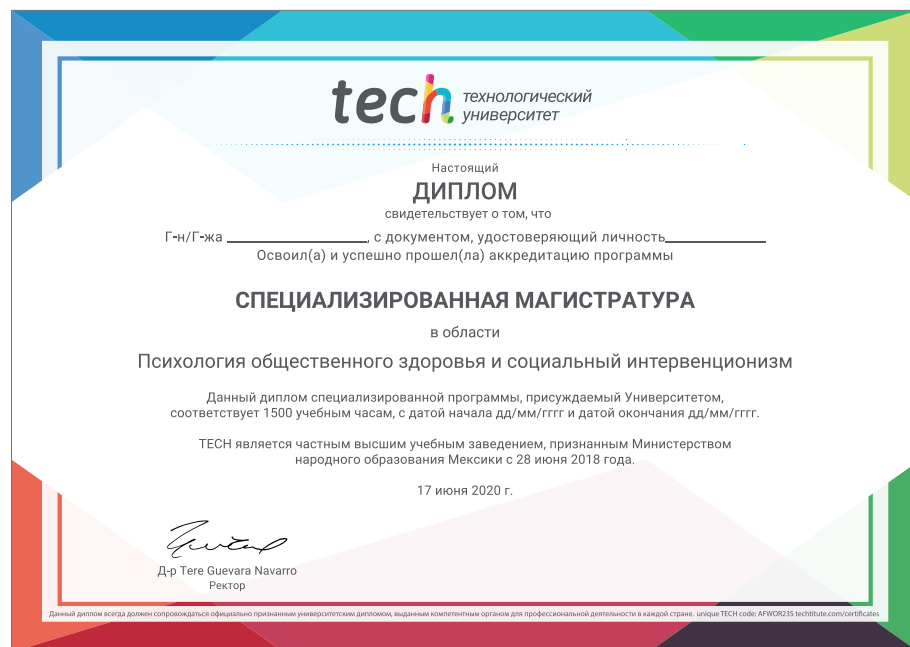 tech технологический
университет
Настоящий
ДИПЛОМ
свидетельствует о том, что
Г-н/Г-жа , с документом, удостоверяющий личность
Освоил(а) и успешно прошел(ла) аккредитацию программы
СПЕЦИАЛИЗИРОВАННАЯ МАГИСТРАТУРА
в области
Психология общественного здоровья и социальный интервенционизм
Данный диплом специализированной программы, присуждаемый Университетом,
соответствует 1500 учебным часам, с датой начала дд/мм/гггг и датой окончания дд/мм/гггг.
ТЕСН является частным высшим учебным заведением, признанным Министерством
народного образования Мексики с 28 июня 2018 года.
17 июня 2020 г.
Д-р Tere Guevara Navarro
Ректор
Данный диплом всегда должен сопровождаться официально признанным университетским дипломом, выданным компетентным органом для профессиональной деятельности в каждой стране. unique TECH code: AFWOR23S techtitute.com/certificates